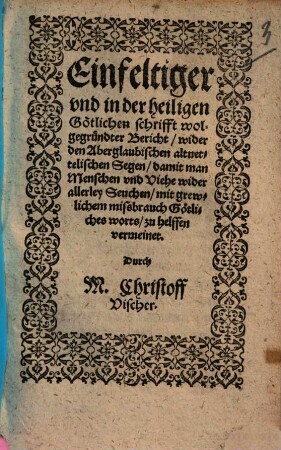 3
Einfeltiger
vnd in der heiligen
Götlichen schrifft wol-
gegründter Bericht / wider
den Aberglaubischen altvet-
telischen Segen / damit man
Menschen vnd Viehe wider
allerley Seuchen / mit grew-
lichem misbrauch Götli-
ches worts / zu helffen
vermeinet.
Durch
M. Christoff
Vischer.